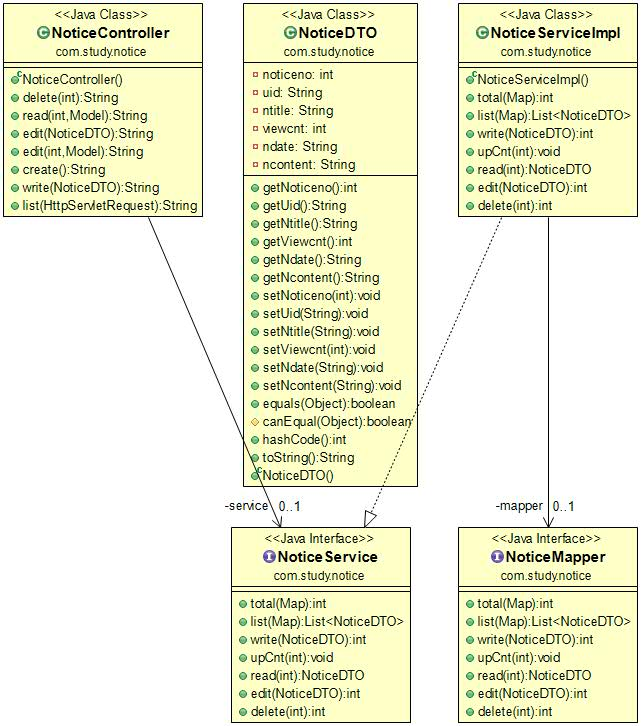 <<Java Class>>
NoticeController
com.study.notice
NoticeController()
delete(int):String
read(int,Model):String
edit(NoticeDTO):String
edit(int,Model):String
create():String
write(NoticeDTO):String
list(HttpServletRequest):String
<<Java Class>>
NoticeDTO
com.study.notice
noticeno: int
uid: String
ntitle: String
viewcnt: int
ndate: String
ncontent: String
getNoticeno():int
getUid():String
getNtitle():String
getViewcnt():int
getNdate():String
getNcontent():String
setNoticeno(int):void
setUid(String):void
setNtitle(String):void
setViewcnt(int):void
setNdate(String):void
setNcontent(String):void
equals(Object):boolean
canEqual(Object):boolean
hashCode():int
toString():String
NoticeDTO()
<<Java Class>>
NoticeServiceImpl
com.study.notice
NoticeServiceImpl()
total(Map):int
list(Map):List<NoticeDTO>
write(NoticeDTO):int
upCnt(int):void
read(int):NoticeDTO
edit(NoticeDTO):int
delete(int):int
-service 0..1
-mapper 0..1
<<Java Interface>>
NoticeService
com.study.notice
total(Map):int
list(Map):List<NoticeDTO>
write(NoticeDTO):int
upCnt(int):void
read(int):NoticeDTO
edit(NoticeDTO):int
delete(int):int
<<Java Interface>>
NoticeMapper
com.study.notice
total(Map):int
list(Map):List<NoticeDTO>
write(NoticeDTO):int
upCnt(int):void
read(int):NoticeDTO
edit(NoticeDTO):int
delete(int):int